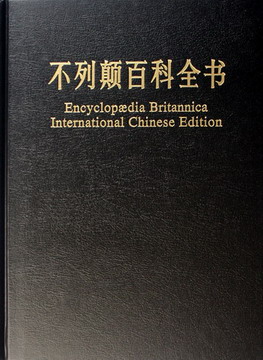 不列颠百科全书
Encyclopædia Britannica
International Chinese Edition